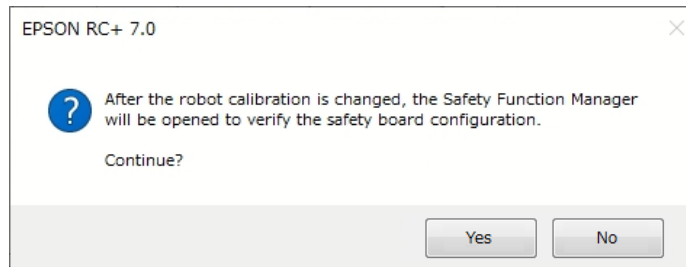 EPSON RC+ 7.0
After the robot calibration is changed, the Safety Function Manager
will be opened to verify the safety board configuration.
Continue?
Yes
No